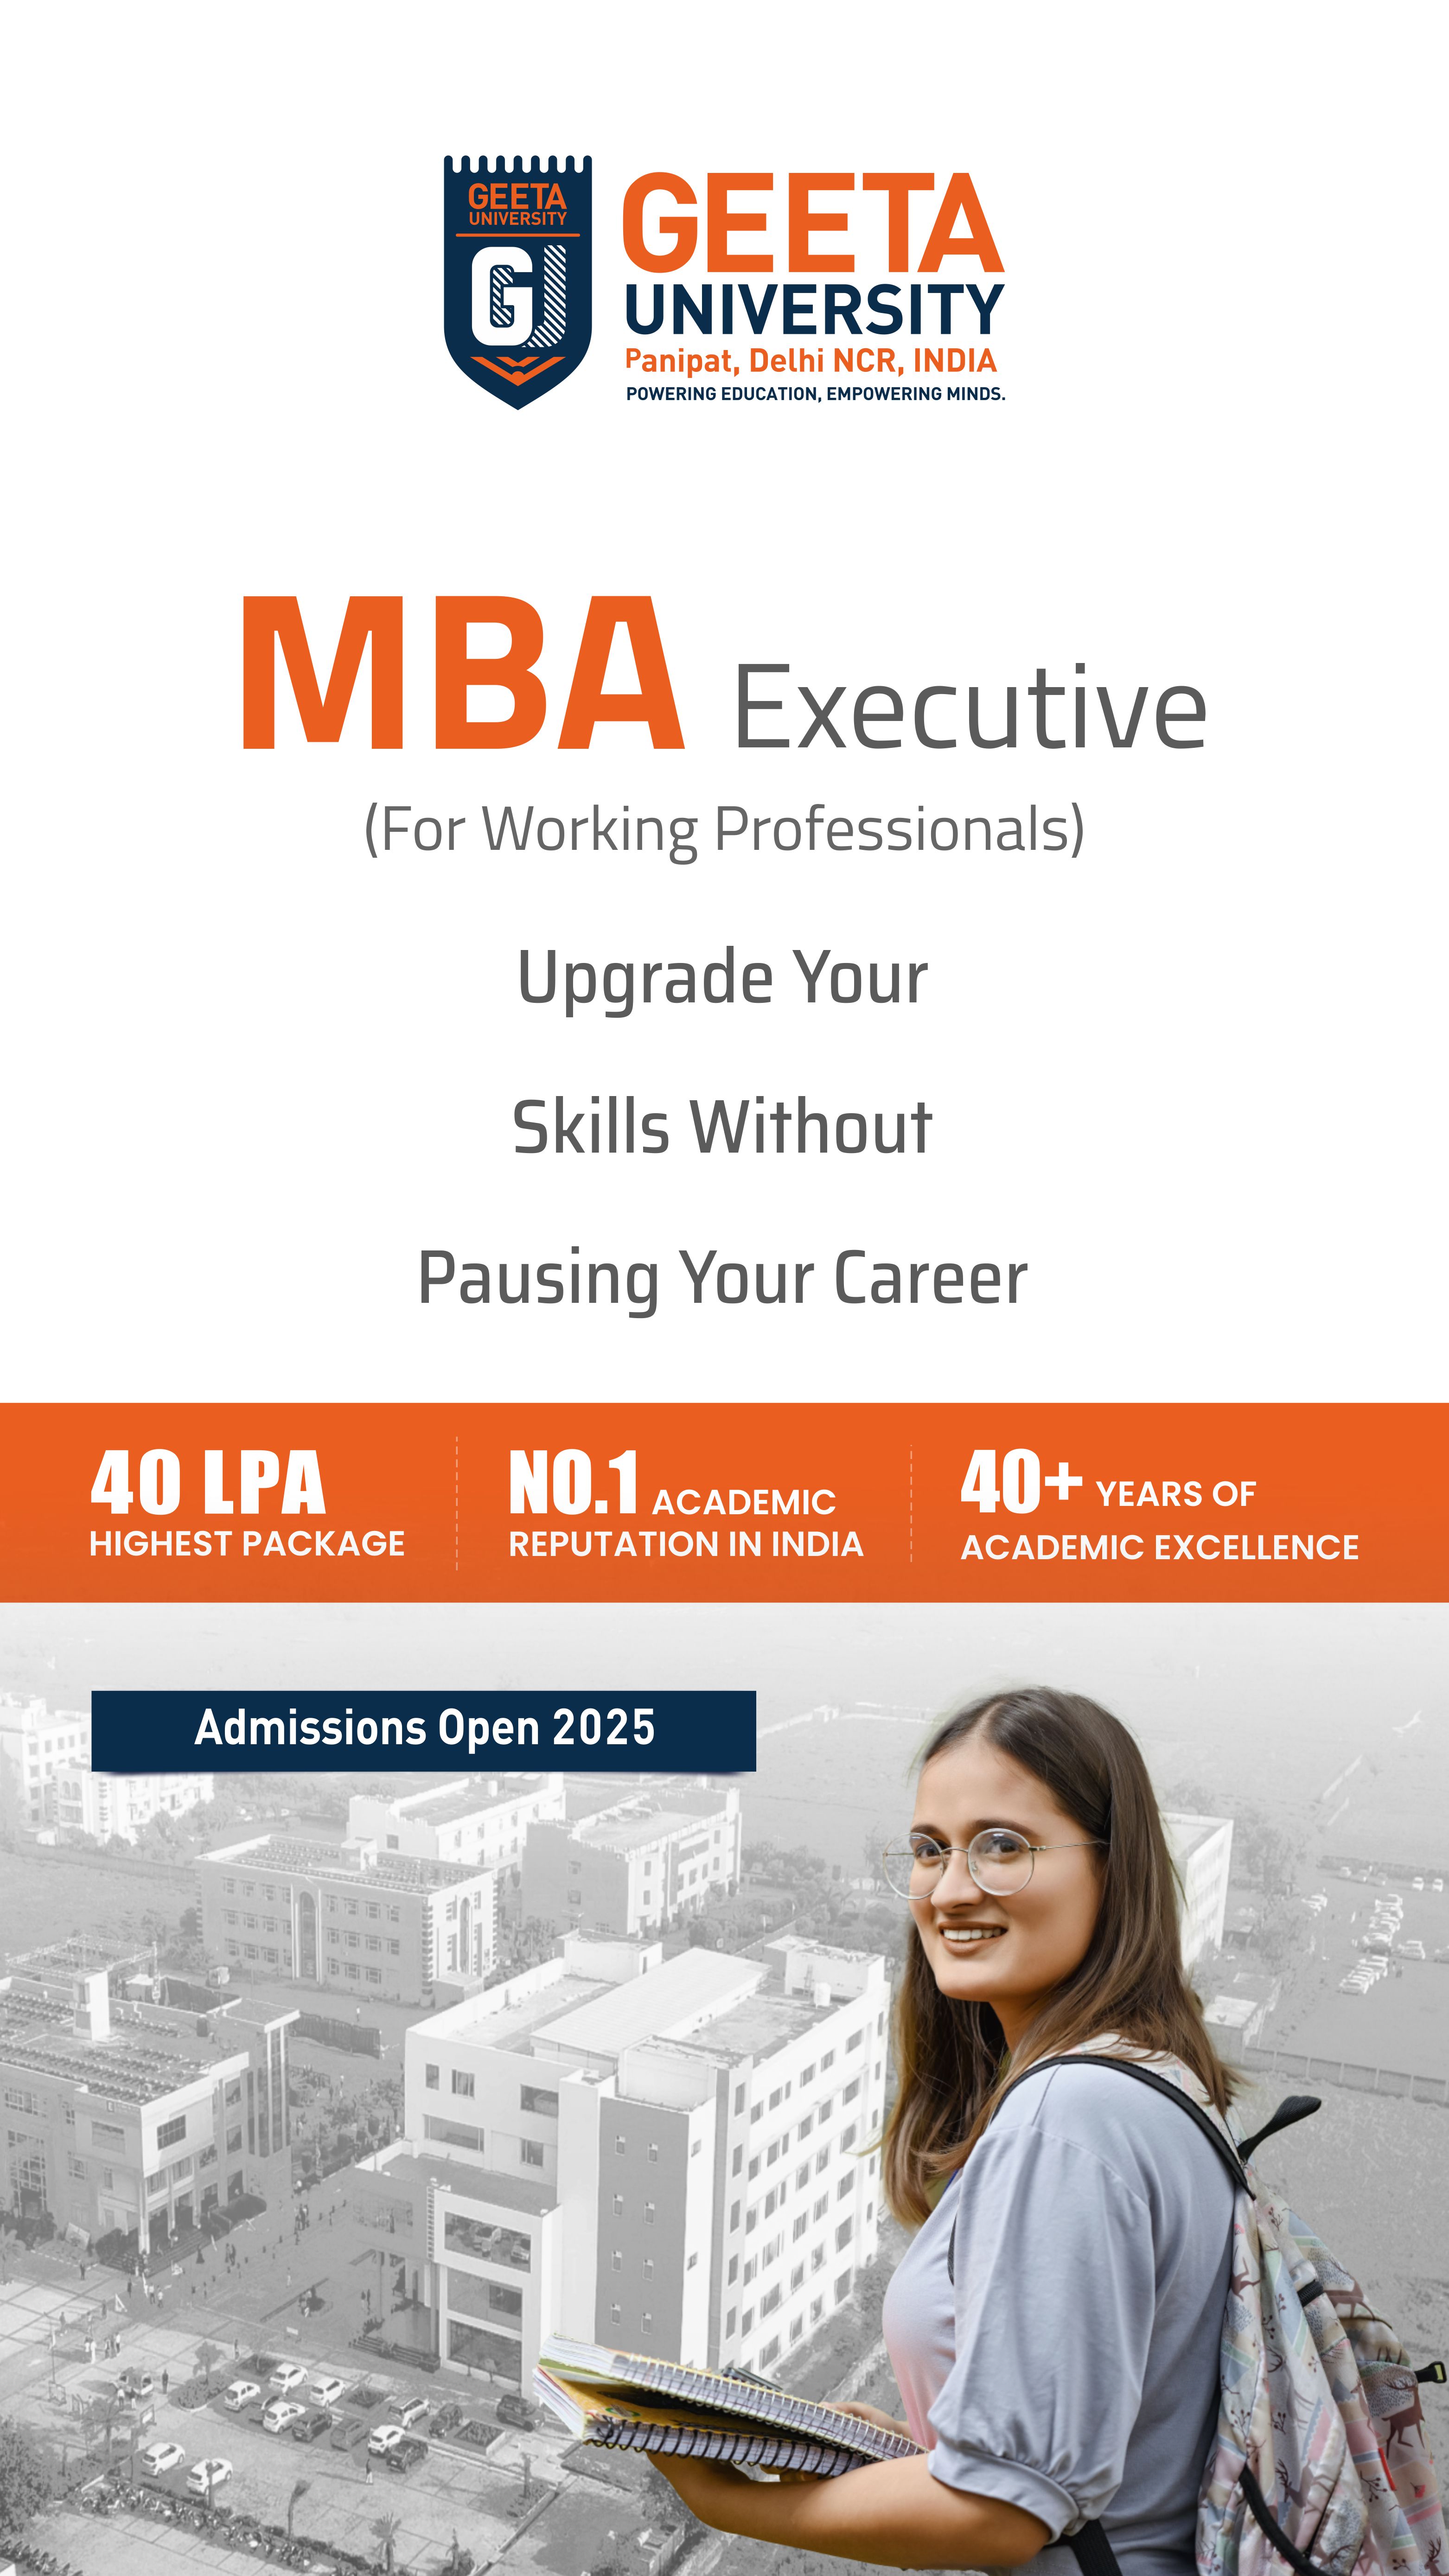 GEETA
UNIVERSITY
GU
GEETA
UNIVERSITY
Panipat, Delhi NCR, INDIA
POWERING EDUCATION, EMPOWERING MINDS.
MBA Executive
(For Working Professionals)
Upgrade Your
Skills Without
Pausing Your Career
40 LPA
HIGHEST PACKAGE
NO.1 ACADEMIC
REPUTATION IN INDIA
40+ YEARS OF
ACADEMIC EXCELLENCE
Admissions Open 2025